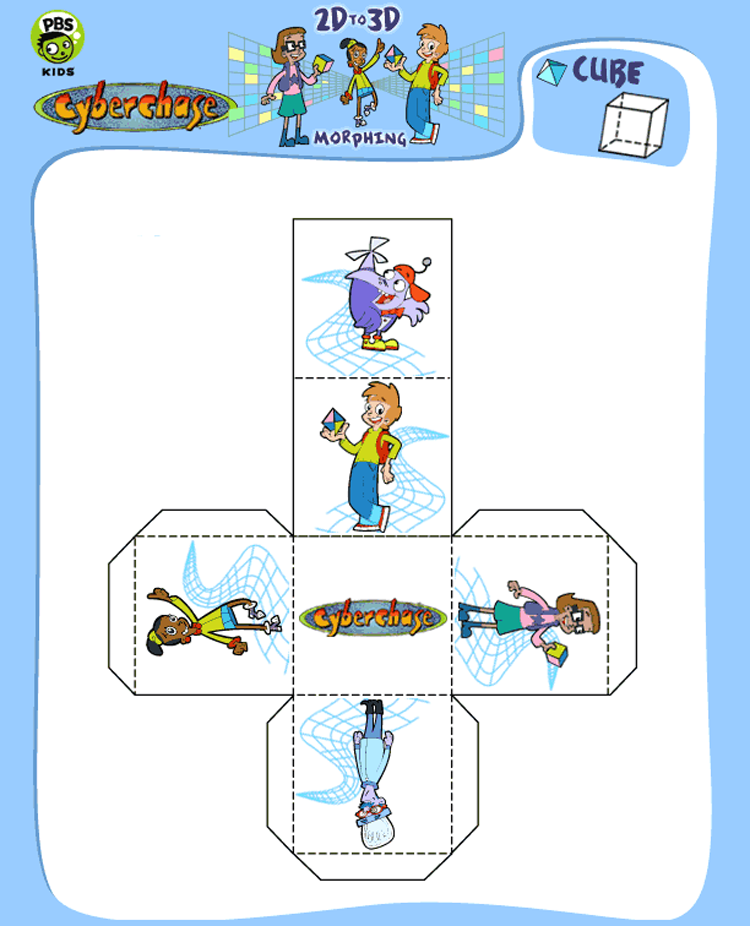 PBS
KIDS
Cyberchase
2D TO 3D
MORPHING
CUBE
Cyberchase